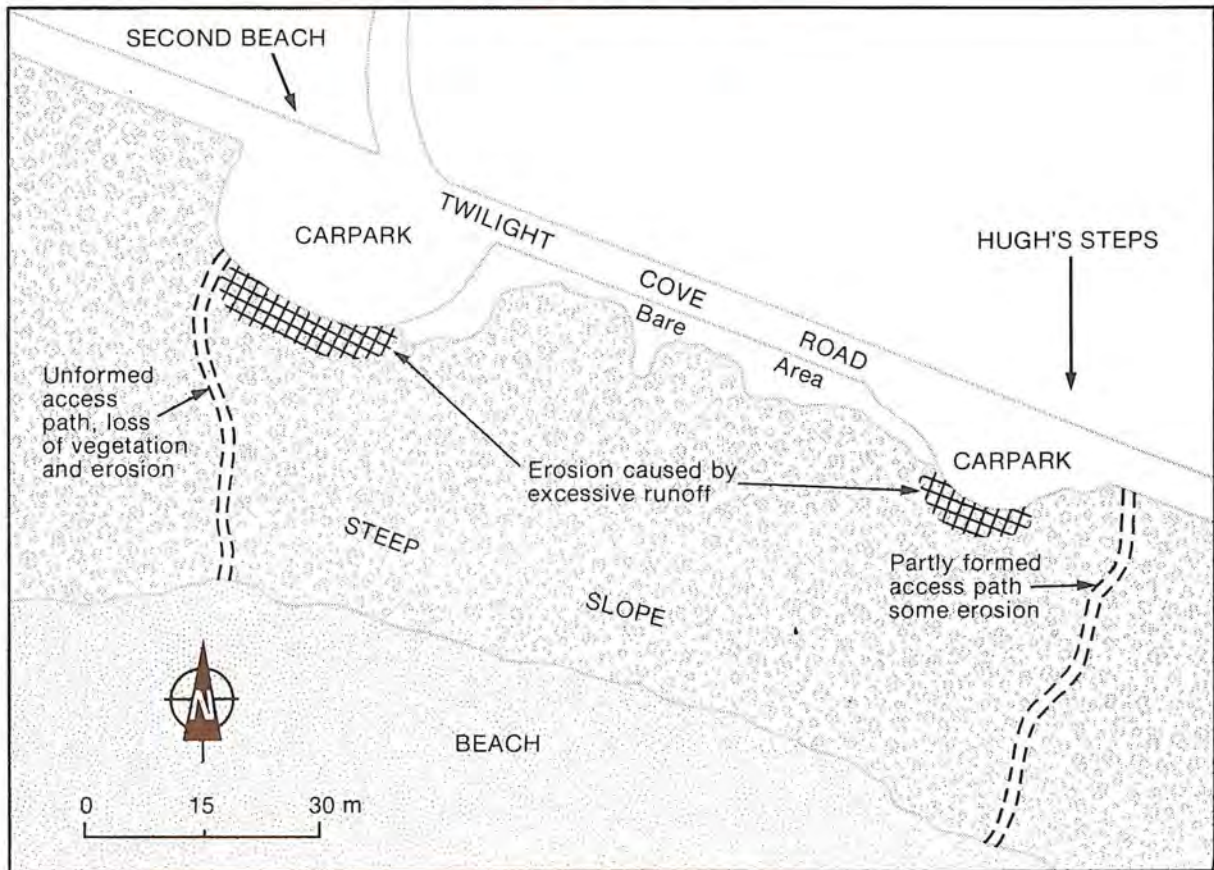 SECOND BEACH
CARPARK
TWILIGHT
COVE
ROAD
HUGH'S STEPS
Bare
Area
CARPARK
Unformed
access
path, loss
of vegetation
and erosion
Erosion caused by
excessive runoff
STEEP
SLOPE
Partly formed
access path
some erosion
N
BEACH
0 15 30 m